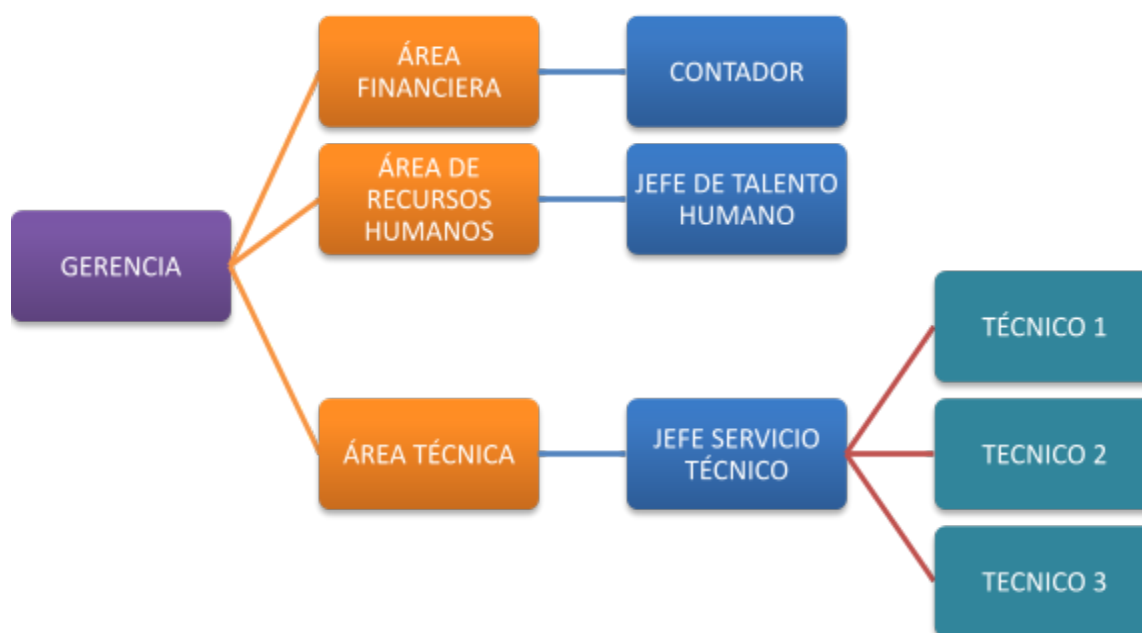 ÁREA
FINANCIERA
CONTADOR
ÁREA DE
RECURSOS
HUMANOS
JEFE DE TALENTO
HUMANO
GERENCIA
TÉCNICO 1
ÁREA TÉCNICA
JEFE SERVICIO
TÉCNICO
TECNICO 2
TECNICO 3